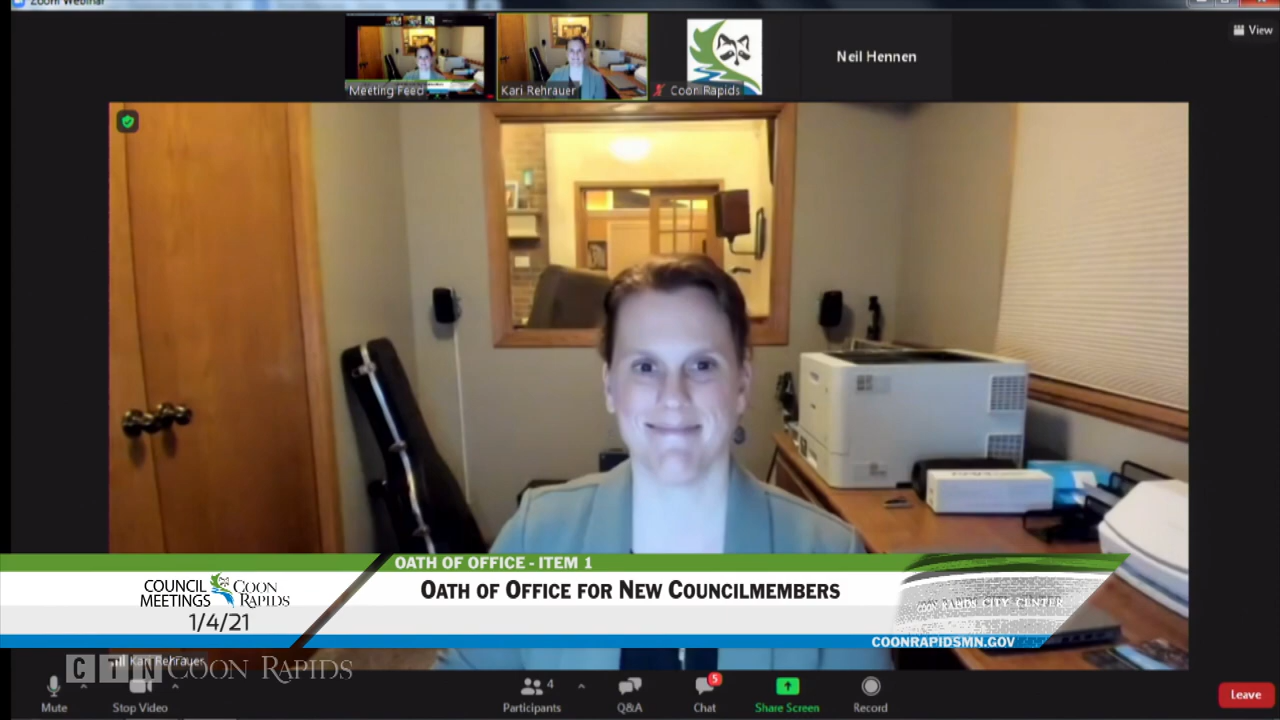 Zoom Webinar
Meeting Feed
Kari Rehrauer
Coon Rapids
Neil Hennen
View
OATH OF OFFICE - ITEM 1
OATH OF OFFICE FOR NEW COUNCILMEMBERS
COUNCIL MEETINGS
COON RAPIDS
1/4/21
COON RAPIDS CITY CENTER
COONRAPIDSMN.GOV
Kari Rehrauer
CTN COON RAPIDS
Mute
Stop Video
4
Participants
Q&A
5
Chat
Share Screen
Record
Leave